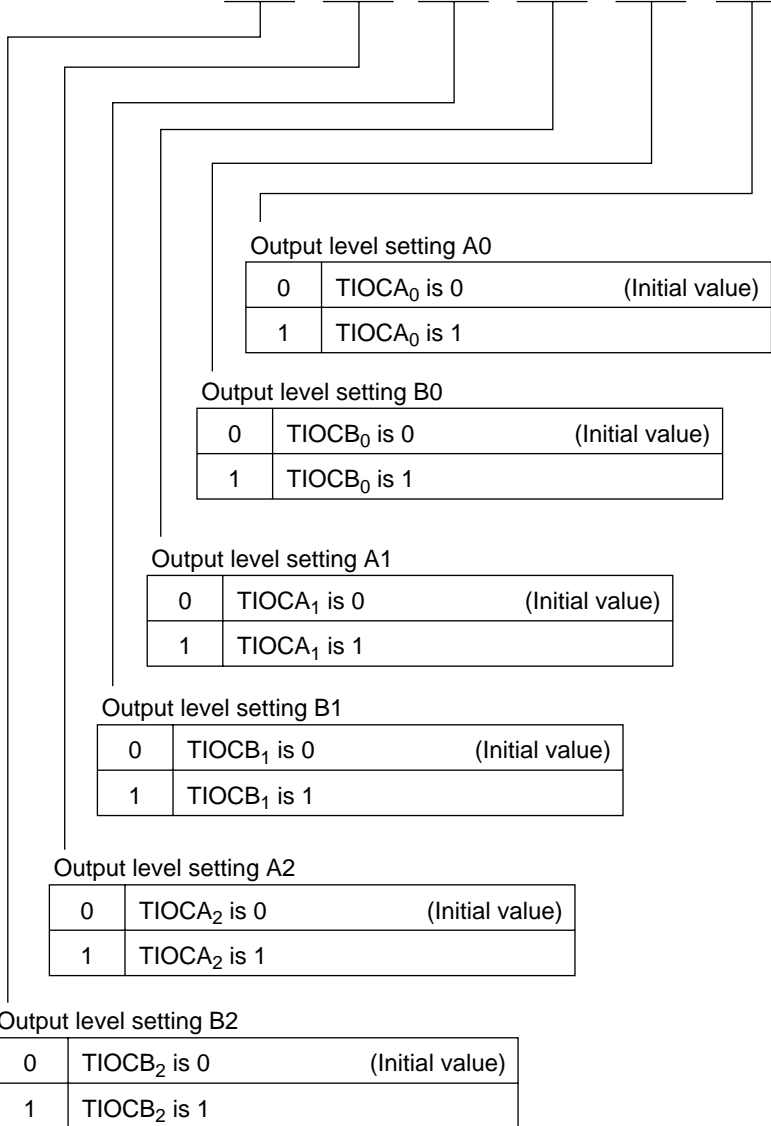 Output level setting A0
0 TIOCA₀ is 0 (Initial value)
1 TIOCA₀ is 1
Output level setting B0
0 TIOCB₀ is 0 (Initial value)
1 TIOCB₀ is 1
Output level setting A1
0 TIOCA₁ is 0 (Initial value)
1 TIOCA₁ is 1
Output level setting B1
0 TIOCB₁ is 0 (Initial value)
1 TIOCB₁ is 1
Output level setting A2
0 TIOCA₂ is 0 (Initial value)
1 TIOCA₂ is 1
Output level setting B2
0 TIOCB₂ is 0 (Initial value)
1 TIOCB₂ is 1